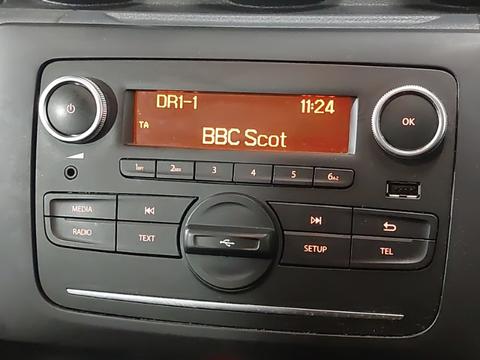 DR1-1 11:24
TA
BBC Scot
OK
1 2 3 4 5 6
MEDIA
RADIO TEXT SETUP TEL